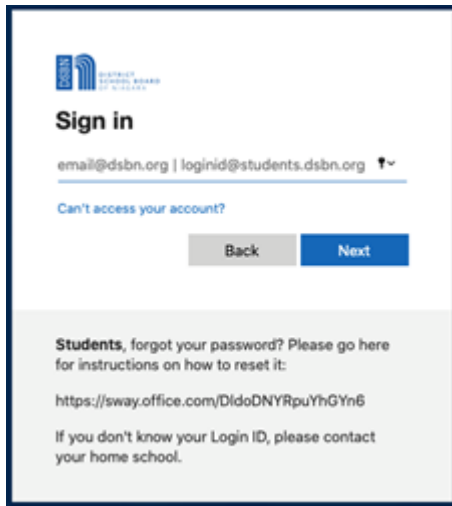 DSBN
DISTRICT
SCHOOL BOARD
OF NIAGARA
Sign in
email@dsbn.org | loginid@students.dsbn.org
Can't access your account?
Back
Next
Students, forgot your password? Please go here
for instructions on how to reset it:
https://sway.office.com/DldoDNYRpuYhGYn6
If you don't know your Login ID, please contact
your home school.